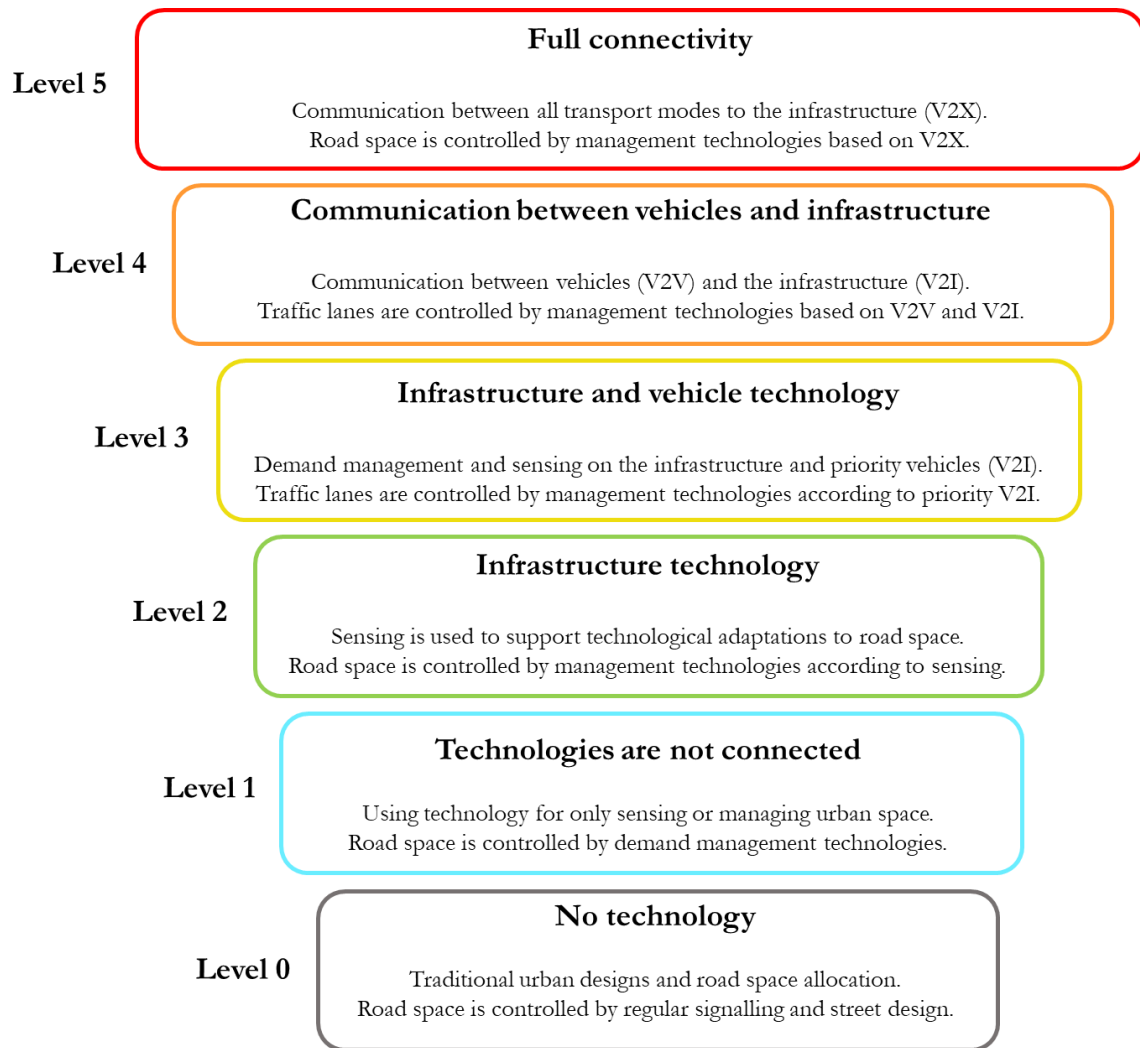 Level 5
Full connectivity
Communication between all transport modes to the infrastructure (V2X).
Road space is controlled by management technologies based on V2X.
Level 4
Communication between vehicles and infrastructure
Communication between vehicles (V2V) and the infrastructure (V2I).
Traffic lanes are controlled by management technologies based on V2V and V2I.
Level 3
Infrastructure and vehicle technology
Demand management and sensing on the infrastructure and priority vehicles (V2I).
Traffic lanes are controlled by management technologies according to priority V2I.
Level 2
Infrastructure technology
Sensing is used to support technological adaptations to road space.
Road space is controlled by management technologies according to sensing.
Level 1
Technologies are not connected
Using technology for only sensing or managing urban space.
Road space is controlled by demand management technologies.
Level 0
No technology
Traditional urban designs and road space allocation.
Road space is controlled by regular signalling and street design.